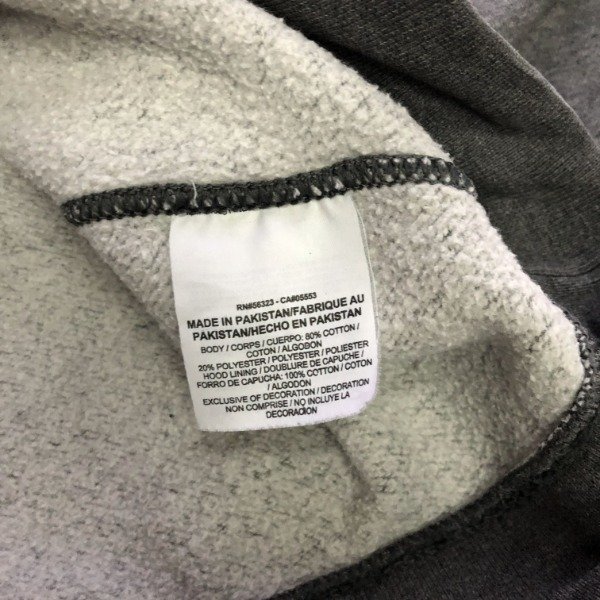 RN#56323 - CA#05553
MADE IN PAKISTAN/FABRIQUE AU
PAKISTAN/HECHO EN PAKISTAN
BODY / CORPS / CUERPO: 80% COTTON /
COTON / ALGODON
20% POLYESTER / POLYESTER / POLIESTER
HOOD LINING / DOUBLURE DE CAPUCHE /
FORRO DE CAPUCHA: 100% COTTON / COTON
/ ALGODON
EXCLUSIVE OF DECORATION / DECORATION
NON COMPRISE / NO INCLUYE LA
DECORACION